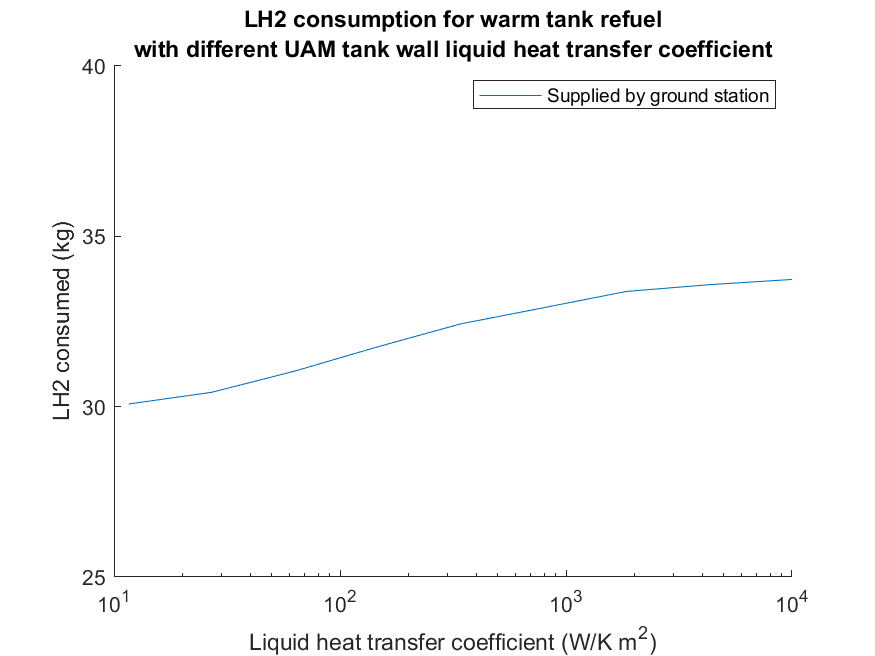 LH2 consumption for warm tank refuel
with different UAM tank wall liquid heat transfer coefficient
Supplied by ground station
LH2 consumed (kg)
40
35
30
25
10^1
10^2
10^3
10^4
Liquid heat transfer coefficient (W/K m^2)